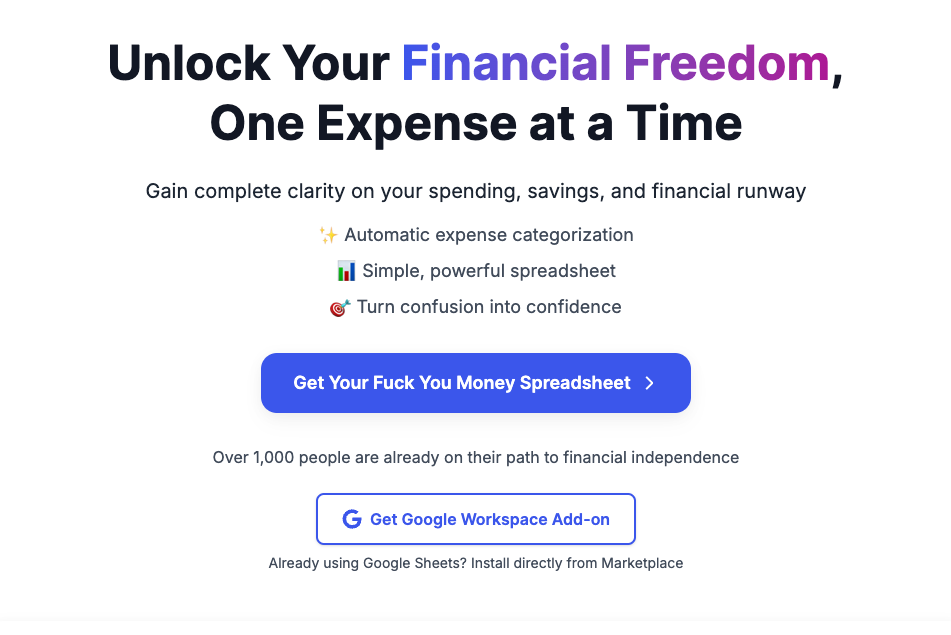 Unlock Your Financial Freedom,
One Expense at a Time
Gain complete clarity on your spending, savings, and financial runway
✨ Automatic expense categorization
📊 Simple, powerful spreadsheet
🎯 Turn confusion into confidence
Get Your Fuck You Money Spreadsheet
Over 1,000 people are already on their path to financial independence
Get Google Workspace Add-on
Already using Google Sheets? Install directly from Marketplace